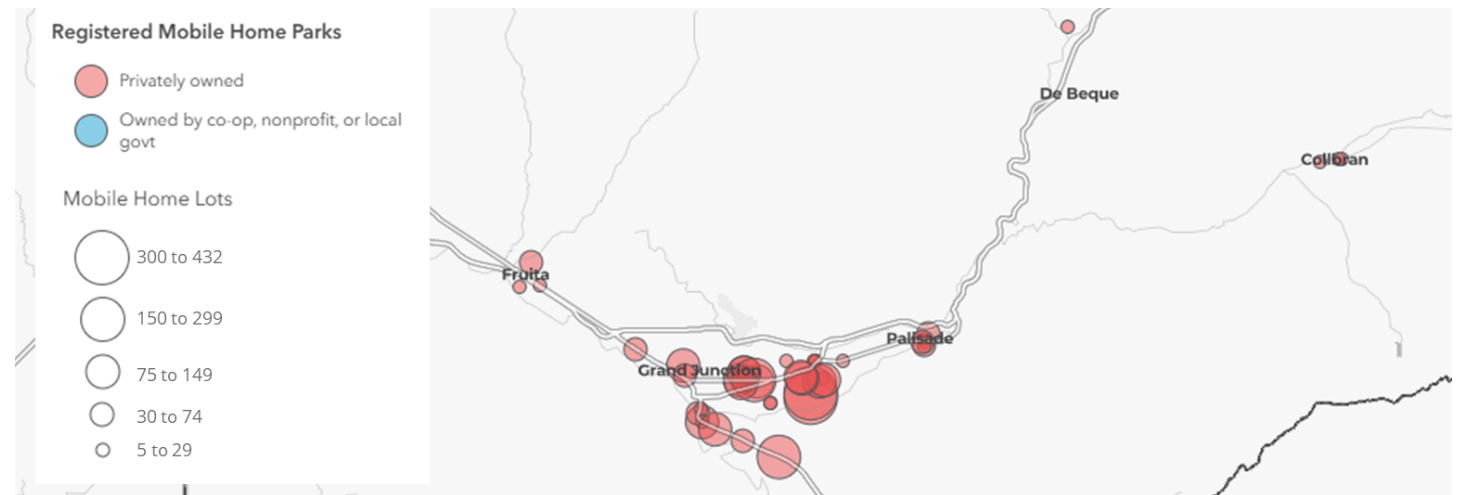 Registered Mobile Home Parks
Privately owned
Owned by co-op, nonprofit, or local
govt
Mobile Home Lots
300 to 432
150 to 299
75 to 149
30 to 74
5 to 29
De Beque
Collbran
Fruita
Palisade
Grand Junction